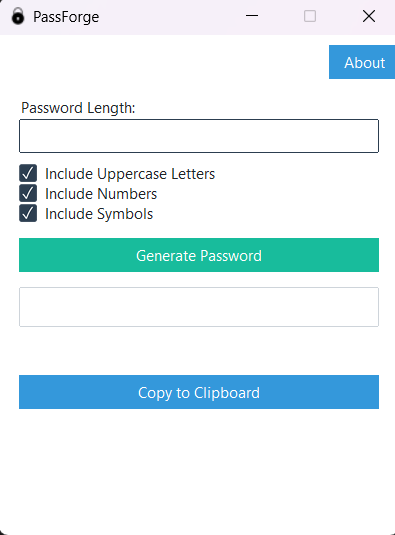 PassForge
About
Password Length:
Include Uppercase Letters
Include Numbers
Include Symbols
Generate Password
Copy to Clipboard